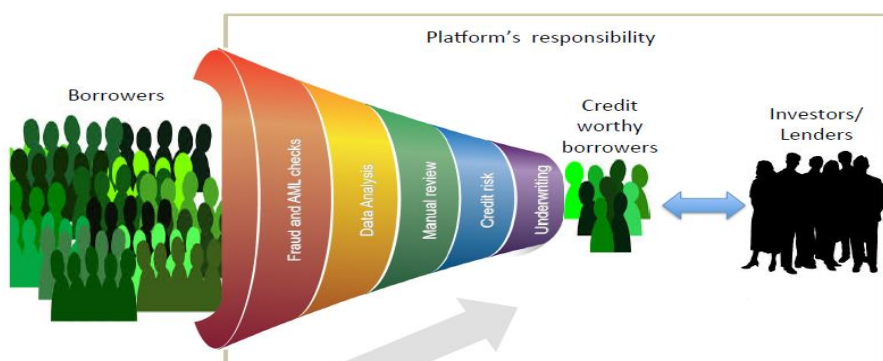 Platform's responsibility
Borrowers
Fraud and AML checks
Data Analysis
Manual review
Credit risk
Underwriting
Credit
worthy
borrowers
Investors/
Lenders